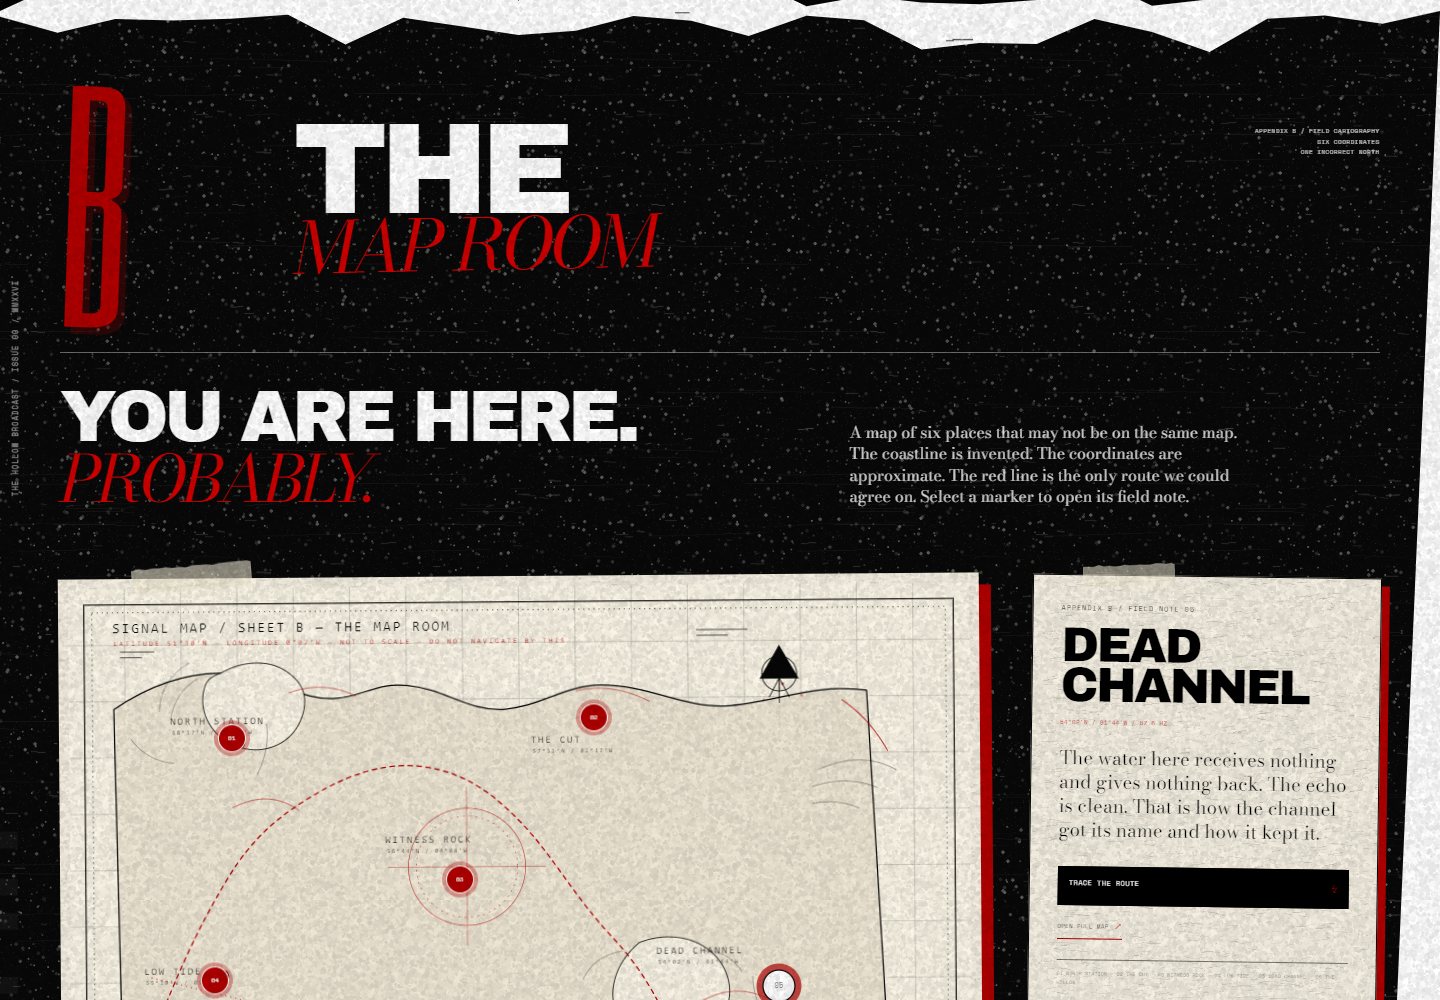 B
THE
MAP ROOM
APPENDIX B / FIELD CARTOGRAPHY
SIX COORDINATES
ONE INCORRECT NORTH
THE HOLLOW BROADCAST / ISSUE 00 / MMXXVI
YOU ARE HERE.
PROBABLY.
A map of six places that may not be on the same map.
The coastline is invented. The coordinates are
approximate. The red line is the only route we could
agree on. Select a marker to open its field note.
SIGNAL MAP / SHEET B — THE MAP ROOM
NOT TO SCALE — DO NOT NAVIGATE BY THIS
NORTH STATION
01
02
THE CUT
WITNESS ROCK
03
LOW TIDE
04
DEAD CHANNEL
05
APPENDIX B / FIELD NOTE 05
DEAD
CHANNEL
The water here receives nothing
and gives nothing back. The echo
is clean. That is how the channel
got its name and how it kept it.
TRACE THE ROUTE
OPEN FULL MAP ↗